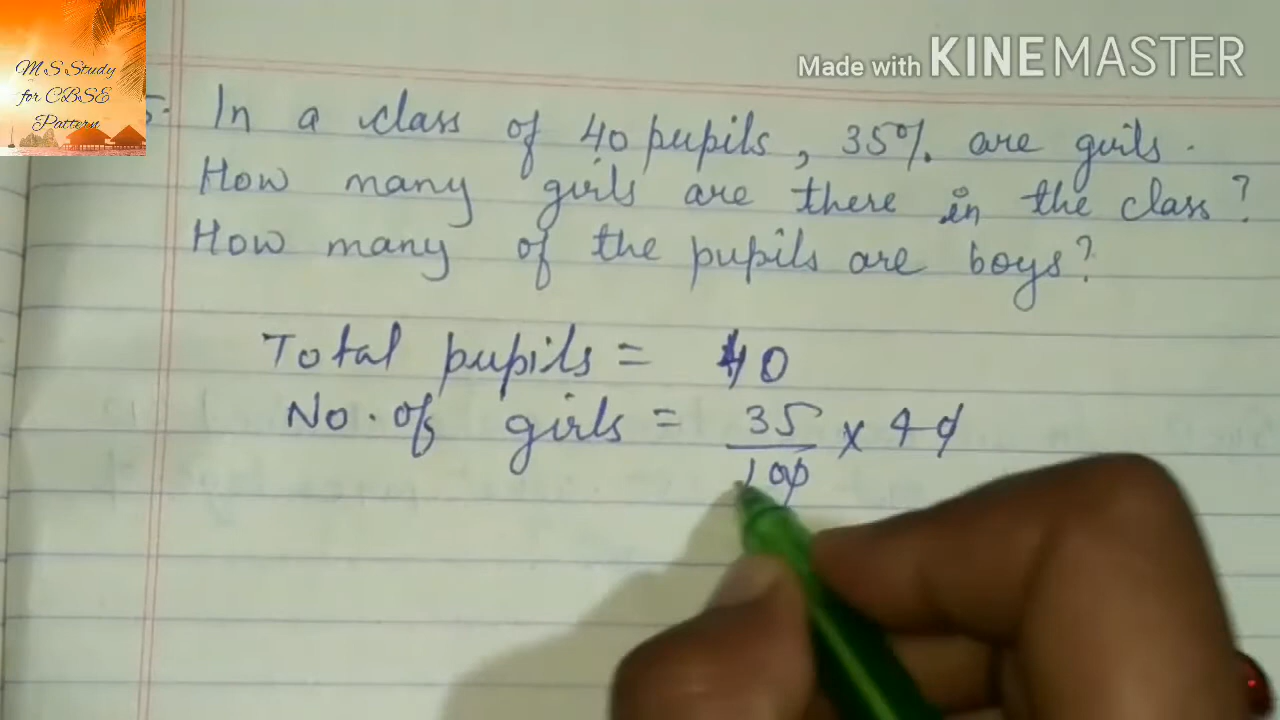 Made with KINEMASTER
M.S Study
for CBSE
Pattern
5. In a class of 40 pupils, 35% are girls.
How many girls are there in the class?
How many of the pupils are boys?
Total pupils = 40
No. of girls = 35/100 x 40